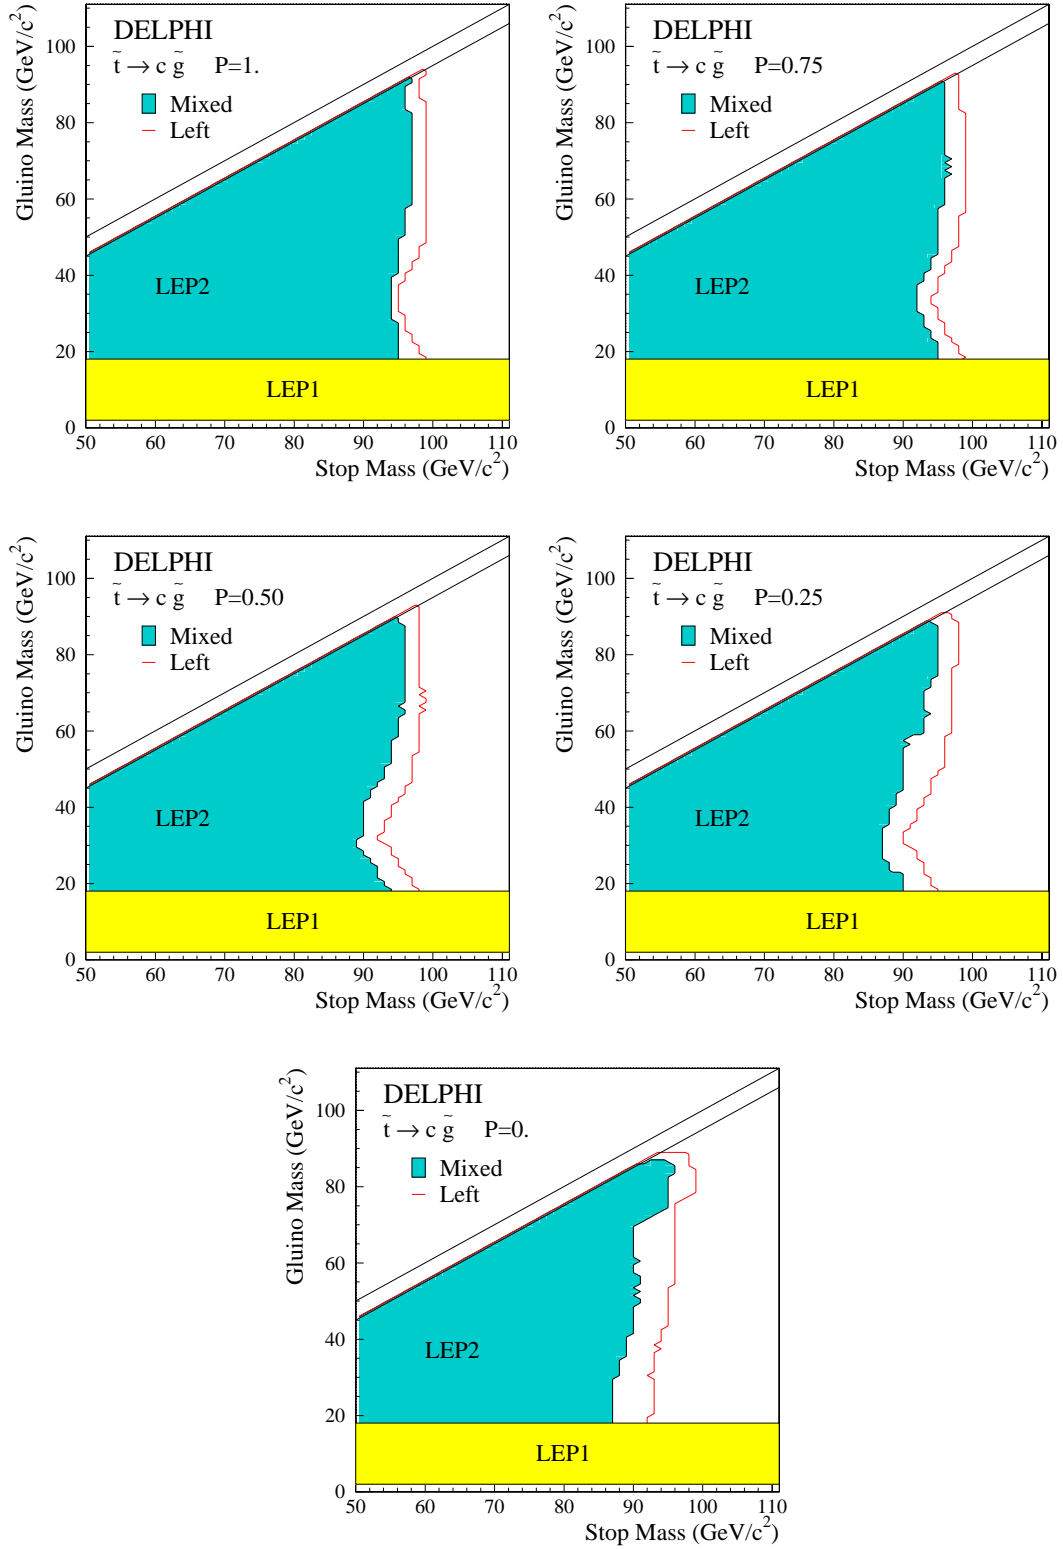 DELPHI
t̃ → c g̃ P=1.
Mixed
Left
LEP2
LEP1
Gluino Mass (GeV/c²)
100
80
60
40
20
0
50 60 70 80 90 100 110
Stop Mass (GeV/c²)
DELPHI
t̃ → c g̃ P=0.75
Mixed
Left
LEP2
LEP1
Gluino Mass (GeV/c²)
100
80
60
40
20
0
50 60 70 80 90 100 110
Stop Mass (GeV/c²)
DELPHI
t̃ → c g̃ P=0.50
Mixed
Left
LEP2
LEP1
Gluino Mass (GeV/c²)
100
80
60
40
20
0
50 60 70 80 90 100 110
Stop Mass (GeV/c²)
DELPHI
t̃ → c g̃ P=0.25
Mixed
Left
LEP2
LEP1
Gluino Mass (GeV/c²)
100
80
60
40
20
0
50 60 70 80 90 100 110
Stop Mass (GeV/c²)
DELPHI
t̃ → c g̃ P=0.
Mixed
Left
LEP2
LEP1
Gluino Mass (GeV/c²)
100
80
60
40
20
0
50 60 70 80 90 100 110
Stop Mass (GeV/c²)